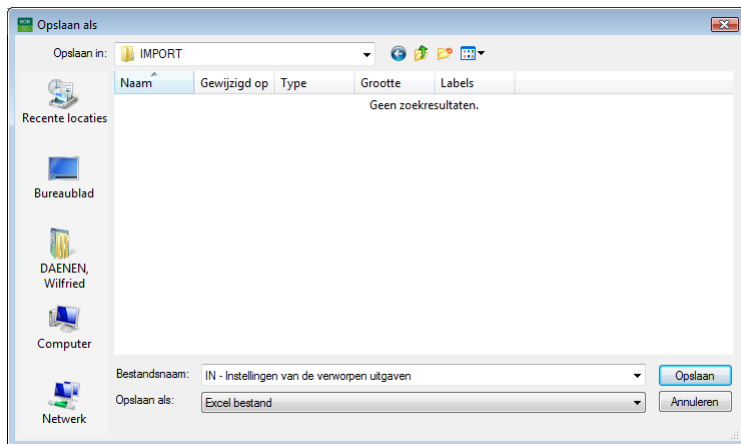 Opslaan als
Opslaan in: IMPORT
Naam Gewijzigd op Type Grootte Labels
Geen zoekresultaten.
Recente locaties
Bureaublad
DAENEN,
Wilfried
Computer
Netwerk
Bestandsnaam: IN - Instellingen van de verworpen uitgaven Opslaan
Opslaan als: Excel bestand Annuleren